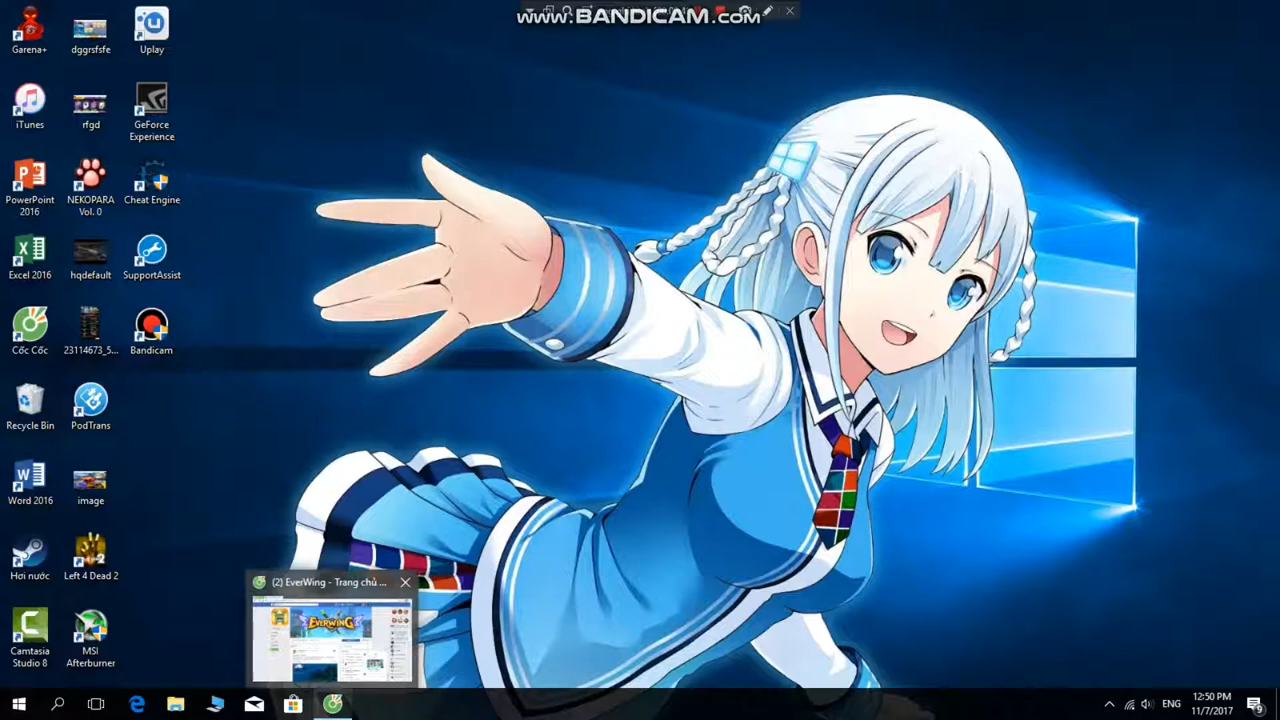 www.BANDICAM.com
Garena+
dggrsfsfe
Uplay
iTunes
rfgd
GeForce
Experience
PowerPoint
2016
NEKOPARA
Vol. 0
Cheat Engine
Excel 2016
hqdefault
SupportAssist
Cốc Cốc
23114673_5...
Bandicam
Recycle Bin
PodTrans
Word 2016
image
Hơi nước
Left 4 Dead 2
Camtasia
Studio 8
MSI
Afterburner
(2) EverWing - Trang chủ ...
EVERWING
ENG
12:50 PM
11/7/2017
9